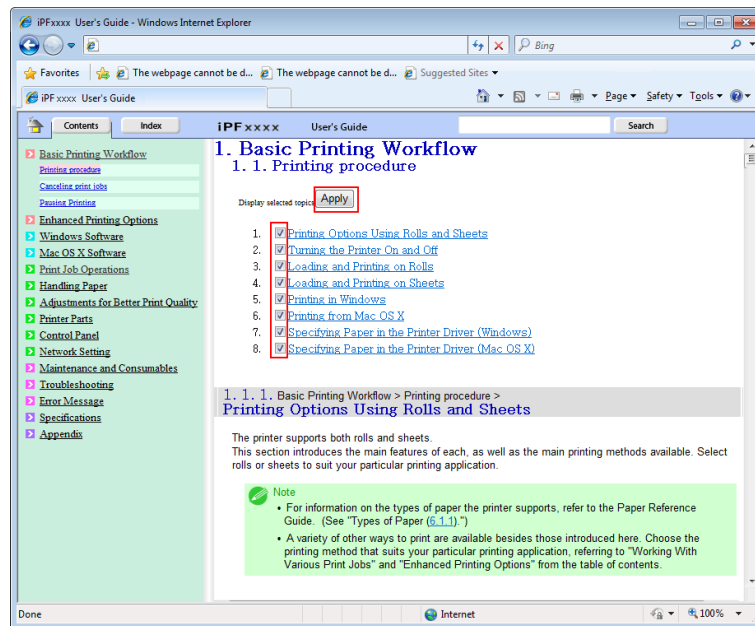 iPFxxxx User's Guide - Windows Internet Explorer
Bing
Favorites The webpage cannot be d... The webpage cannot be d... Suggested Sites
iPF xxxx User's Guide
Page Safety Tools
Contents Index iPF xxxx User's Guide Search
Basic Printing Workflow
Printing procedure
Canceling print jobs
Pausing Printing
Enhanced Printing Options
Windows Software
Mac OS X Software
Print Job Operations
Handling Paper
Adjustments for Better Print Quality
Printer Parts
Control Panel
Network Setting
Maintenance and Consumables
Troubleshooting
Error Message
Specifications
Appendix
1. Basic Printing Workflow
1. 1. Printing procedure
Display selected topics Apply
1. Printing Options Using Rolls and Sheets
2. Turning the Printer On and Off
3. Loading and Printing on Rolls
4. Loading and Printing on Sheets
5. Printing in Windows
6. Printing from Mac OS X
7. Specifying Paper in the Printer Driver (Windows)
8. Specifying Paper in the Printer Driver (Mac OS X)
1. 1. 1. Basic Printing Workflow > Printing procedure >
Printing Options Using Rolls and Sheets
The printer supports both rolls and sheets.
This section introduces the main features of each, as well as the main printing methods available. Select
rolls or sheets to suit your particular printing application.
Note
• For information on the types of paper the printer supports, refer to the Paper Reference
Guide. (See "Types of Paper (6.1.1).")
• A variety of other ways to print are available besides those introduced here. Choose the
printing method that suits your particular printing application, referring to "Working With
Various Print Jobs" and "Enhanced Printing Options" from the table of contents.
Done Internet 100%